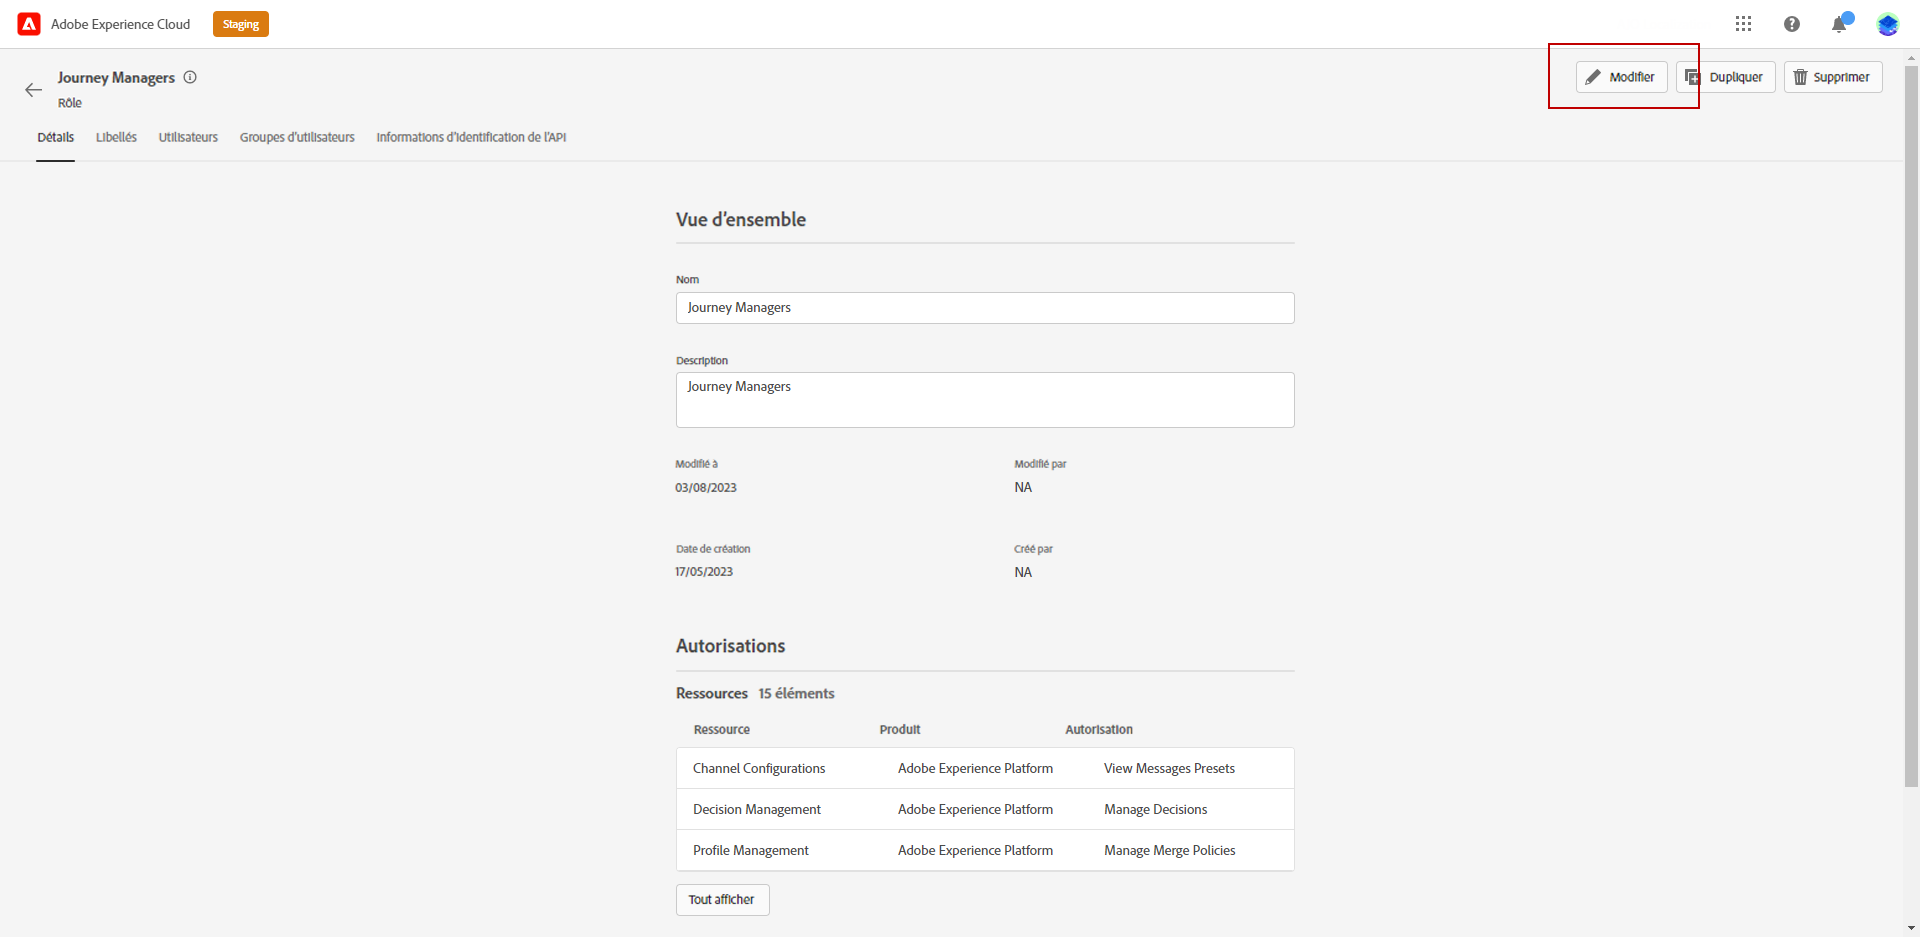 Adobe Experience Cloud Staging
Journey Managers
Rôle
Modifier Dupliquer Supprimer
Détails Libellés Utilisateurs Groupes d'utilisateurs Informations d'identification de l'API
Vue d'ensemble
Nom
Journey Managers
Description
Journey Managers
Modifié à Modifié par
03/08/2023 NA
Date de création Créé par
17/05/2023 NA
Autorisations
Ressources 15 éléments
Ressource Produit Autorisation
Channel Configurations Adobe Experience Platform View Messages Presets
Decision Management Adobe Experience Platform Manage Decisions
Profile Management Adobe Experience Platform Manage Merge Policies
Tout afficher